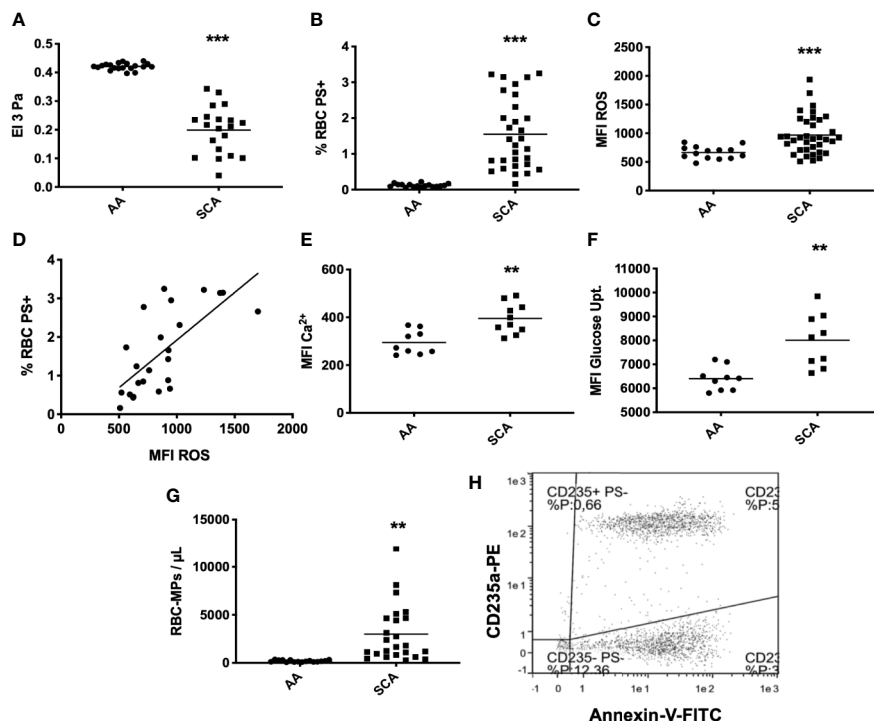 A
***
EI 3 Pa
0.5
0.4
0.3
0.2
0.1
0.0
AA
SCA
B
***
% RBC PS+
4
3
2
1
0
AA
SCA
C
***
MFI ROS
2500
2000
1500
1000
500
0
AA
SCA
D
% RBC PS+
4
3
2
1
0
0
500
1000
1500
2000
MFI ROS
E
**
MFI Ca²⁺
600
400
200
0
AA
SCA
F
**
MFI Glucose Upt.
11000
10000
9000
8000
7000
6000
5000
AA
SCA
G
**
RBC-MPs / µL
15000
10000
5000
0
AA
SCA
H
CD235a-PE
1e3
1e2
1e1
1
0
-1
CD235+ PS-
%P:0,66
CD23
%P:5
CD235- PS-
%P:12,36
CD23
%P:3
-1
0
1
1e1
1e2
1e3
Annexin-V-FITC